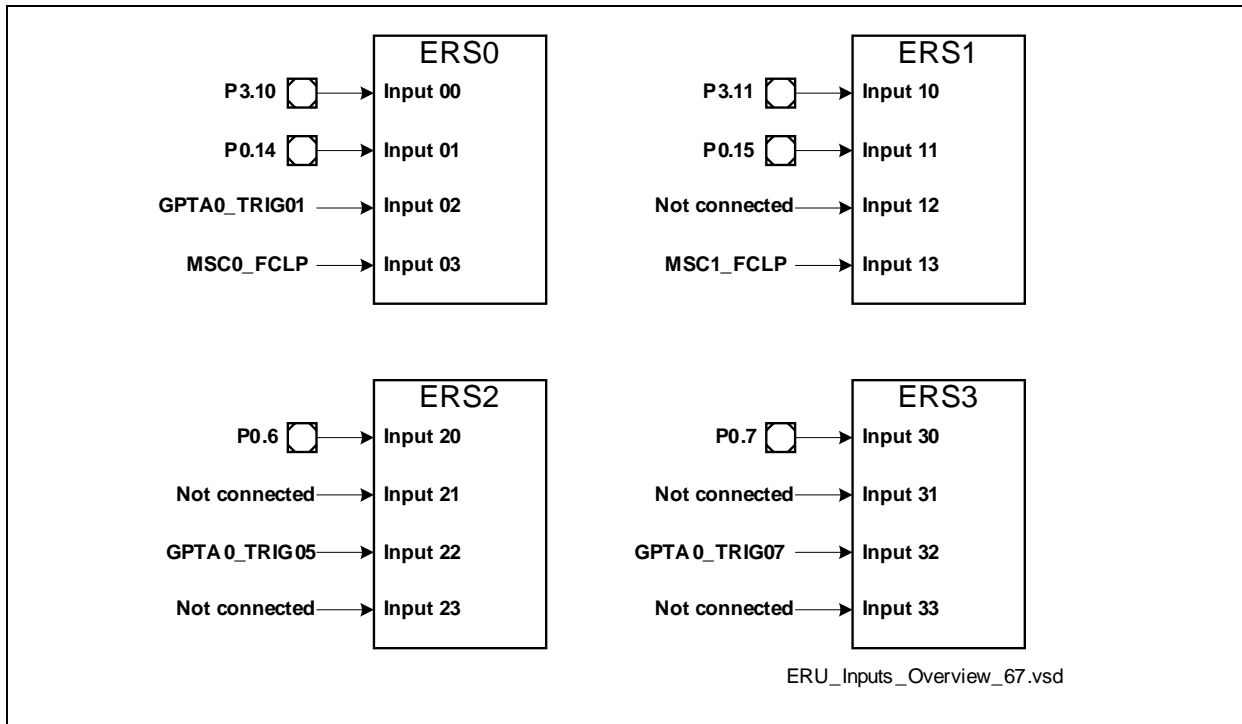 ERS0
P3.10
Input 00
P0.14
Input 01
GPTA0_TRIG01
Input 02
MSC0_FCLP
Input 03
ERS1
P3.11
Input 10
P0.15
Input 11
Not connected
Input 12
MSC1_FCLP
Input 13
ERS2
P0.6
Input 20
Not connected
Input 21
GPTA0_TRIG05
Input 22
Not connected
Input 23
ERS3
P0.7
Input 30
Not connected
Input 31
GPTA0_TRIG07
Input 32
Not connected
Input 33
ERU_Inputs_Overview_67.vsd